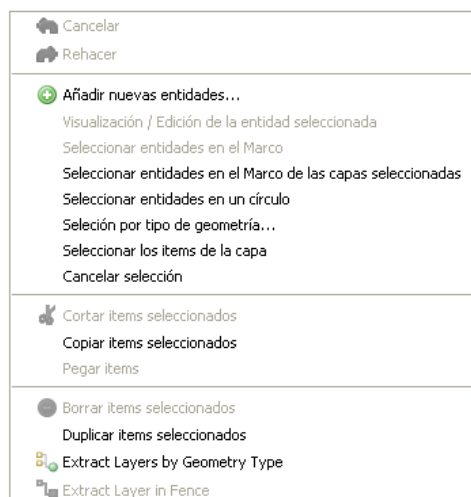 Cancelar
Rehacer
Añadir nuevas entidades...
Visualización / Edición de la entidad seleccionada
Seleccionar entidades en el Marco
Seleccionar entidades en el Marco de las capas seleccionadas
Seleccionar entidades en un círculo
Seleción por tipo de geometría...
Seleccionar los items de la capa
Cancelar selección
Cortar items seleccionados
Copiar items seleccionados
Pegar items
Borrar items seleccionados
Duplicar items seleccionados
Extract Layers by Geometry Type
Extract Layer in Fence